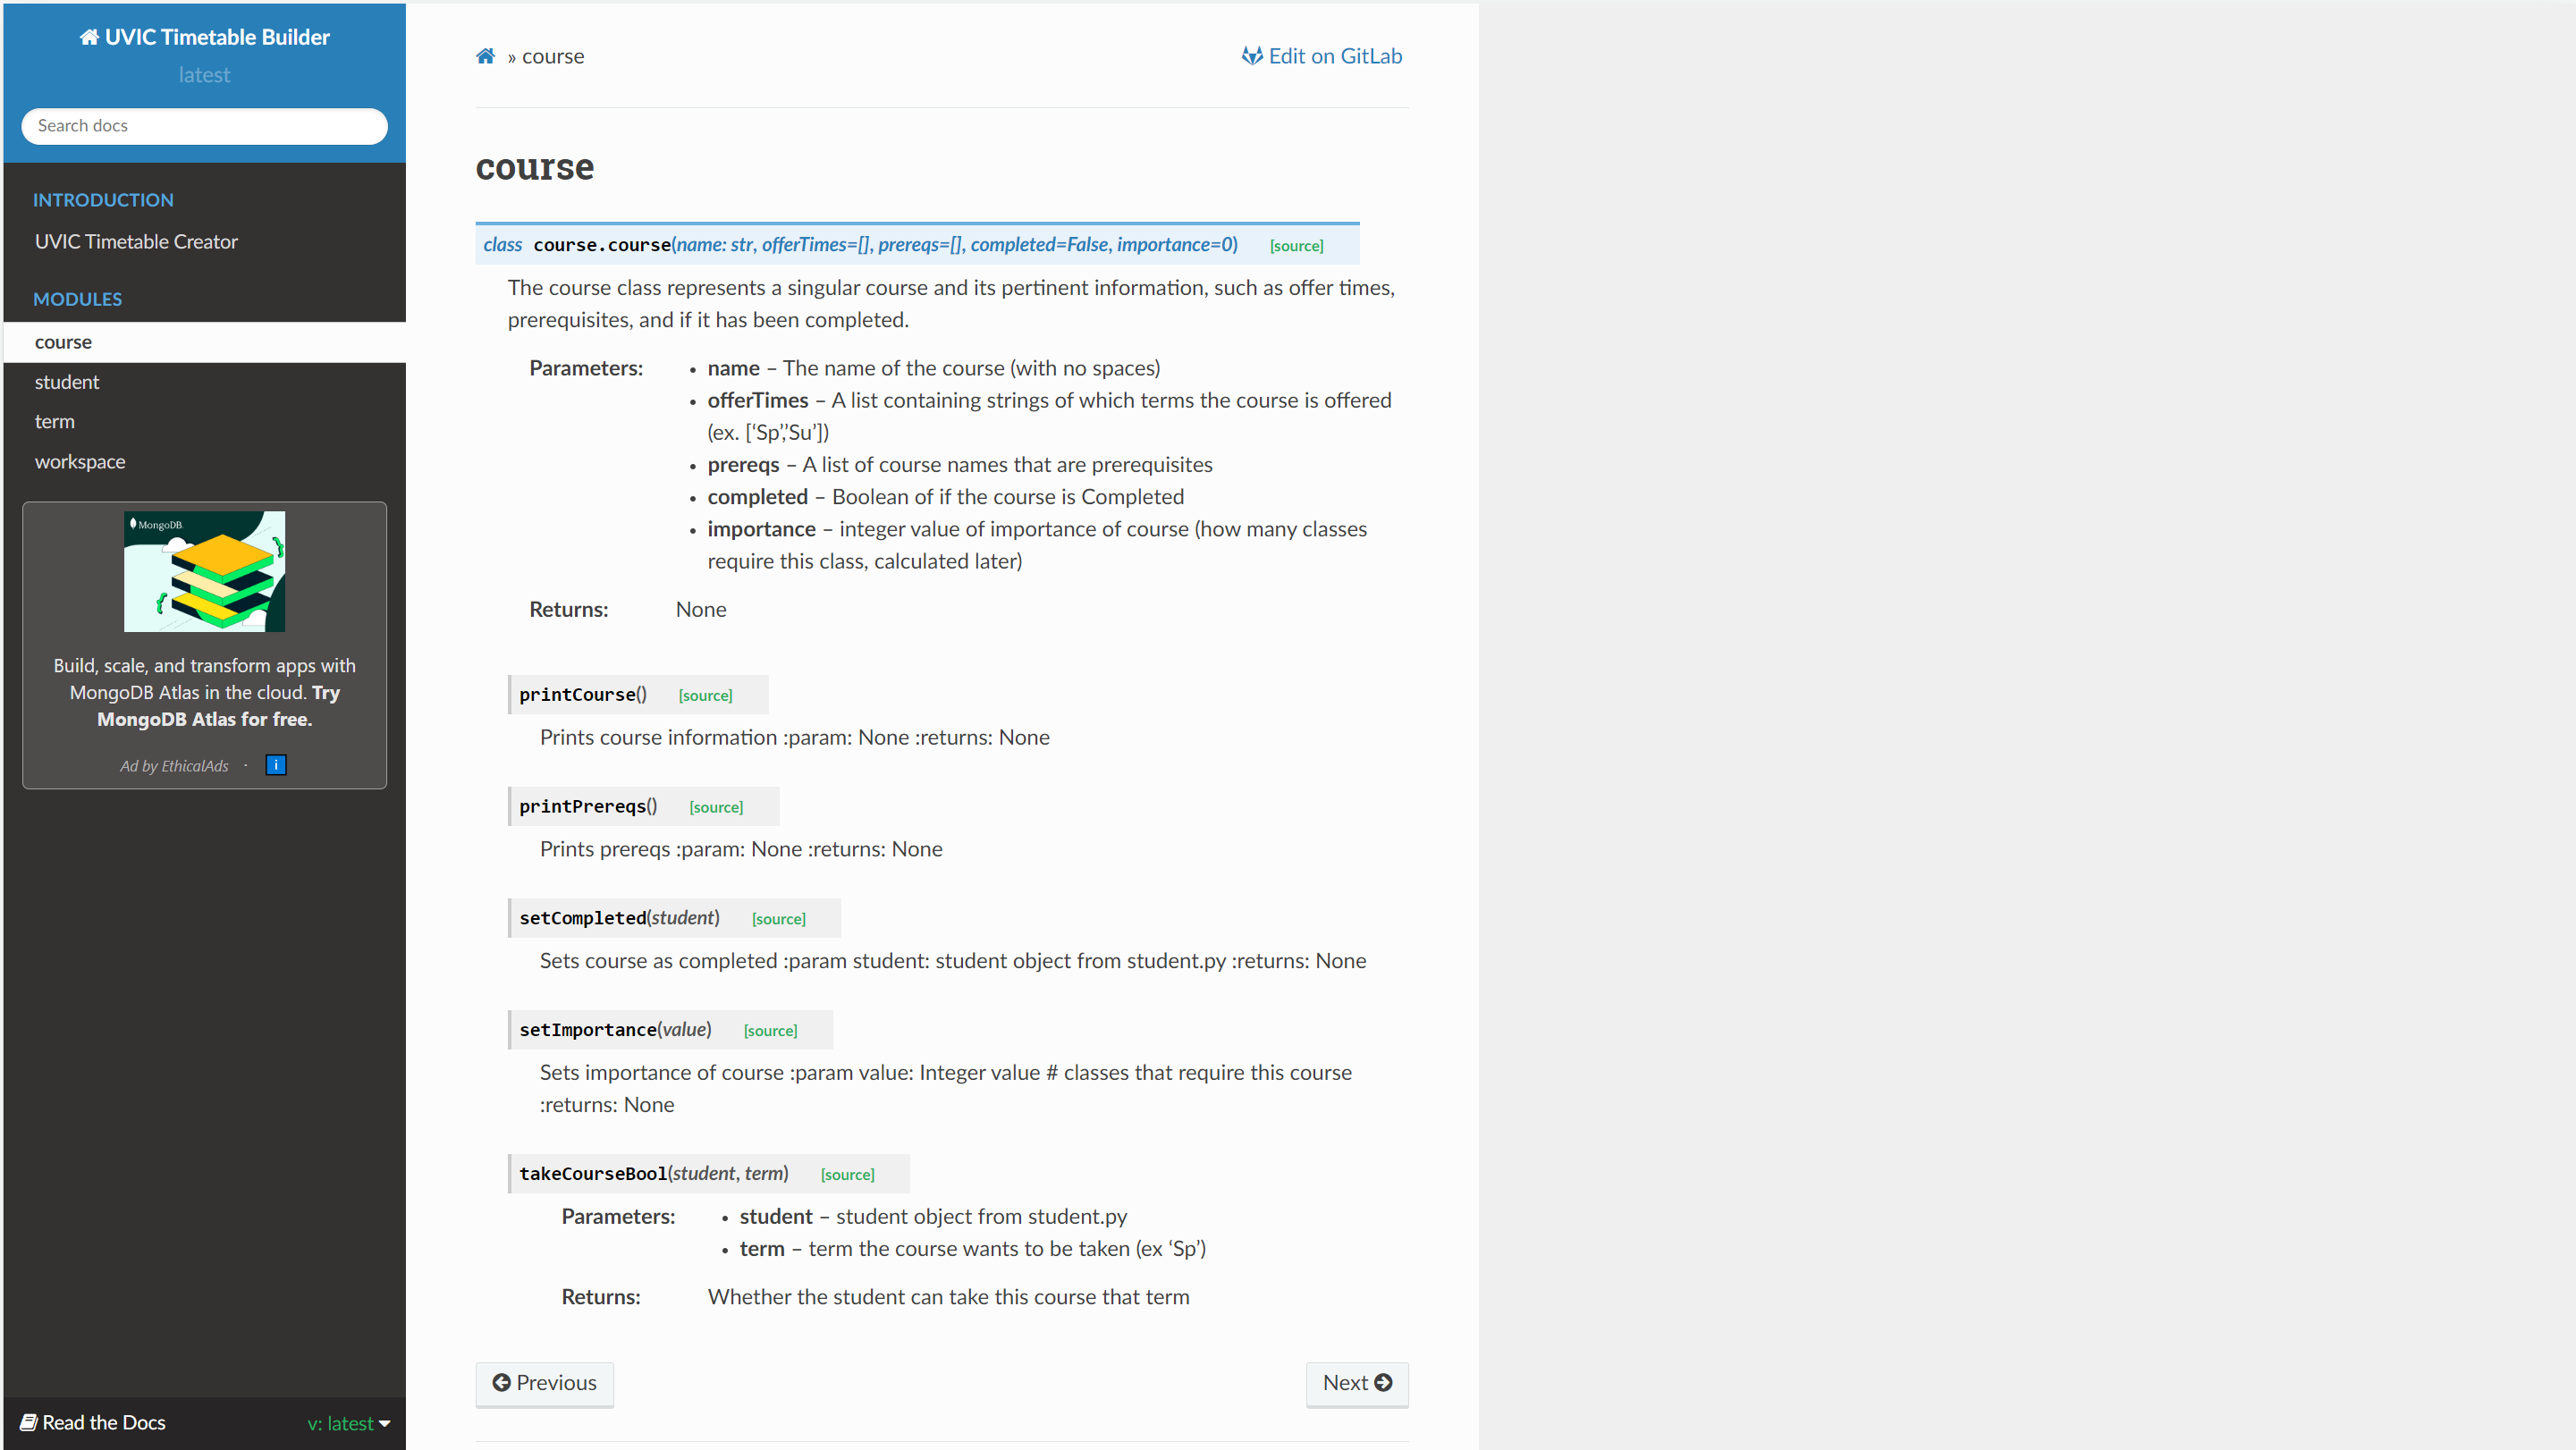 UVIC Timetable Builder
latest
Search docs
INTRODUCTION
UVIC Timetable Creator
MODULES
course
student
term
workspace
MongoDB.
Build, scale, and transform apps with
MongoDB Atlas in the cloud. Try
MongoDB Atlas for free.
Ad by EthicalAds · i
Read the Docs v: latest
» course
Edit on GitLab
course
class course.course(name: str, offerTimes=[], prereqs=[], completed=False, importance=0) [source]
The course class represents a singular course and its pertinent information, such as offer times,
prerequisites, and if it has been completed.
Parameters:
• name – The name of the course (with no spaces)
• offerTimes – A list containing strings of which terms the course is offered
(ex. [‘Sp’,’Su’])
• prereqs – A list of course names that are prerequisites
• completed – Boolean of if the course is Completed
• importance – integer value of importance of course (how many classes
require this class, calculated later)
Returns: None
printCourse() [source]
Prints course information :param: None :returns: None
printPrereqs() [source]
Prints prereqs :param: None :returns: None
setCompleted(student) [source]
Sets course as completed :param student: student object from student.py :returns: None
setImportance(value) [source]
Sets importance of course :param value: Integer value # classes that require this course
:returns: None
takeCourseBool(student, term) [source]
Parameters:
• student – student object from student.py
• term – term the course wants to be taken (ex ‘Sp’)
Returns: Whether the student can take this course that term
Previous
Next